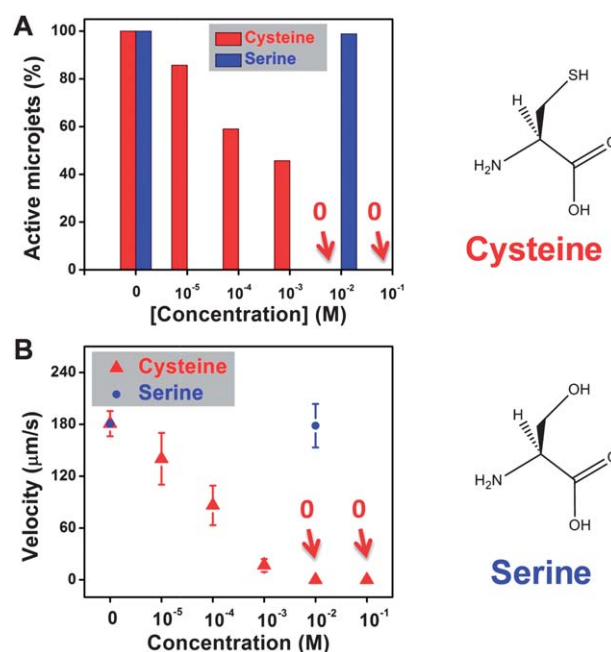 A
Cysteine
Serine
Active microjets (%)
100
80
60
40
20
0
0 0
0 10⁻⁵ 10⁻⁴ 10⁻³ 10⁻² 10⁻¹
[Concentration] (M)
SH
H
H₂N
O
OH
Cysteine
B
Cysteine
Serine
Velocity (μm/s)
240
180
120
60
0
0 0
0 10⁻⁵ 10⁻⁴ 10⁻³ 10⁻² 10⁻¹
Concentration (M)
OH
H
H₂N
O
OH
Serine